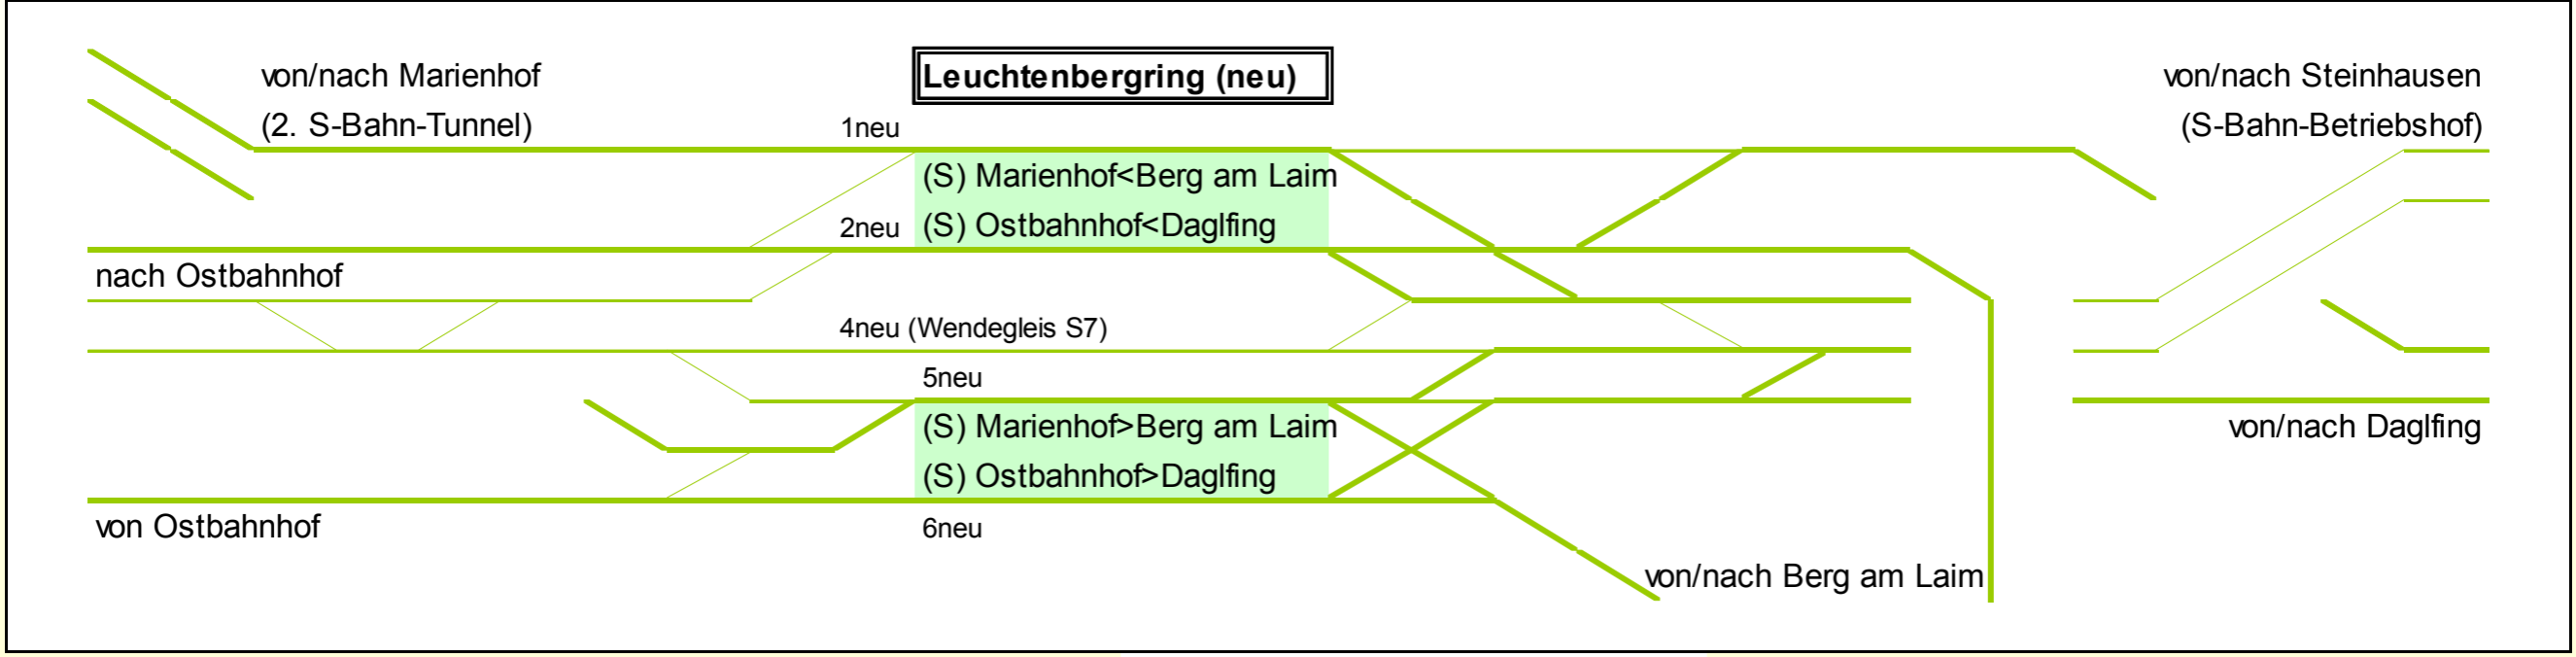 von/nach Marienhof
(2. S-Bahn-Tunnel)
Leuchtenbergring (neu)
von/nach Steinhausen
(S-Bahn-Betriebshof)
1neu
(S) Marienhof<Berg am Laim
2neu
(S) Ostbahnhof<Daglfing
nach Ostbahnhof
4neu (Wendegleis S7)
5neu
(S) Marienhof>Berg am Laim
(S) Ostbahnhof>Daglfing
von/nach Daglfing
von Ostbahnhof
6neu
von/nach Berg am Laim